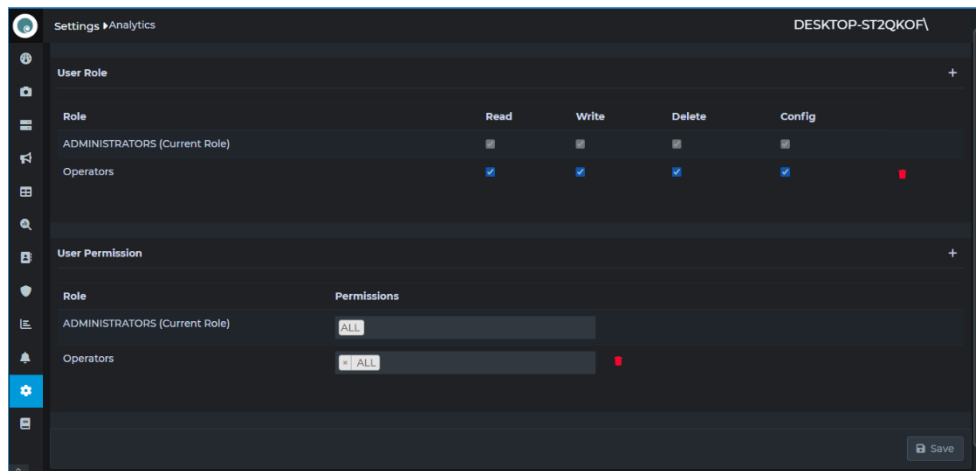 Settings ▶Analytics
DESKTOP-ST2QKOF\
User Role +
Role Read Write Delete Config
ADMINISTRATORS (Current Role)
Operators
User Permission +
Role Permissions
ADMINISTRATORS (Current Role) ALL
Operators × ALL
Save